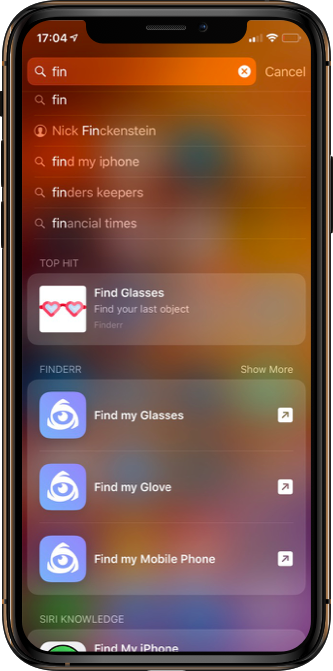 17:04
fin
Cancel
fin
Nick Finckenstein
find my iphone
finders keepers
financial times
TOP HIT
Find Glasses
Find your last object
Finderr
FINDERR
Show More
Find my Glasses
Find my Glove
Find my Mobile Phone
SIRI KNOWLEDGE
Find My iPhone